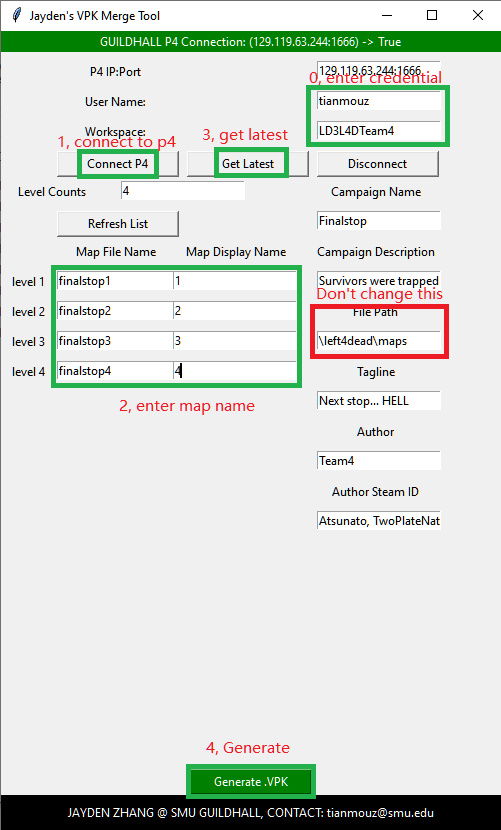 Jayden's VPK Merge Tool
GUILDHALL P4 Connection: (129.119.63.244:1666) -> True
P4 IP:Port 129.119.63.244:1666
0, enter credential
User Name: tianmouz
Workspace: LD3L4DTeam4
1, connect to p4 3, get latest
Connect P4 Get Latest Disconnect
Level Counts 4 Campaign Name
Refresh List Finalstop
Map File Name Map Display Name Campaign Description
level 1 finalstop1 1 Survivors were trapped
Don't change this
level 2 finalstop2 2 File Path
level 3 finalstop3 3 \left4dead\maps
level 4 finalstop4 4 Tagline
2, enter map name Next stop... HELL
Author
Team4
Author Steam ID
Atsunato, TwoPlateNat
4, Generate
Generate .VPK
JAYDEN ZHANG @ SMU GUILDHALL, CONTACT: tianmouz@smu.edu